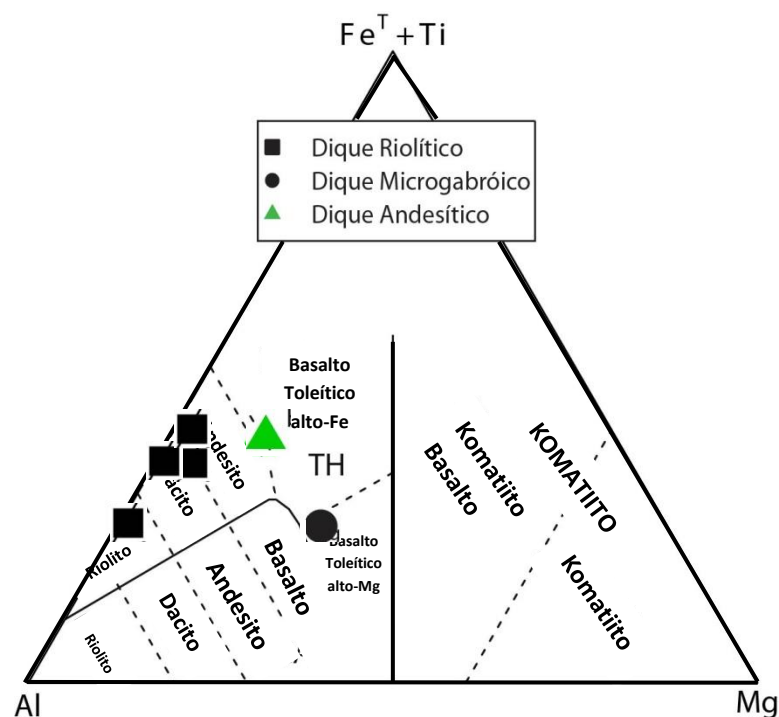 Fe^T + Ti
Dique Riolítico
Dique Microgabróico
Dique Andesítico
Basalto
Toleítico
alto-Fe
TH
ndesito
acito
Riolito
Basalto
Toleítico
alto-Mg
Basalto
Andesito
Dacito
Riolito
Basalto
Komatiito
KOMATIITO
Komatiito
Al
Mg